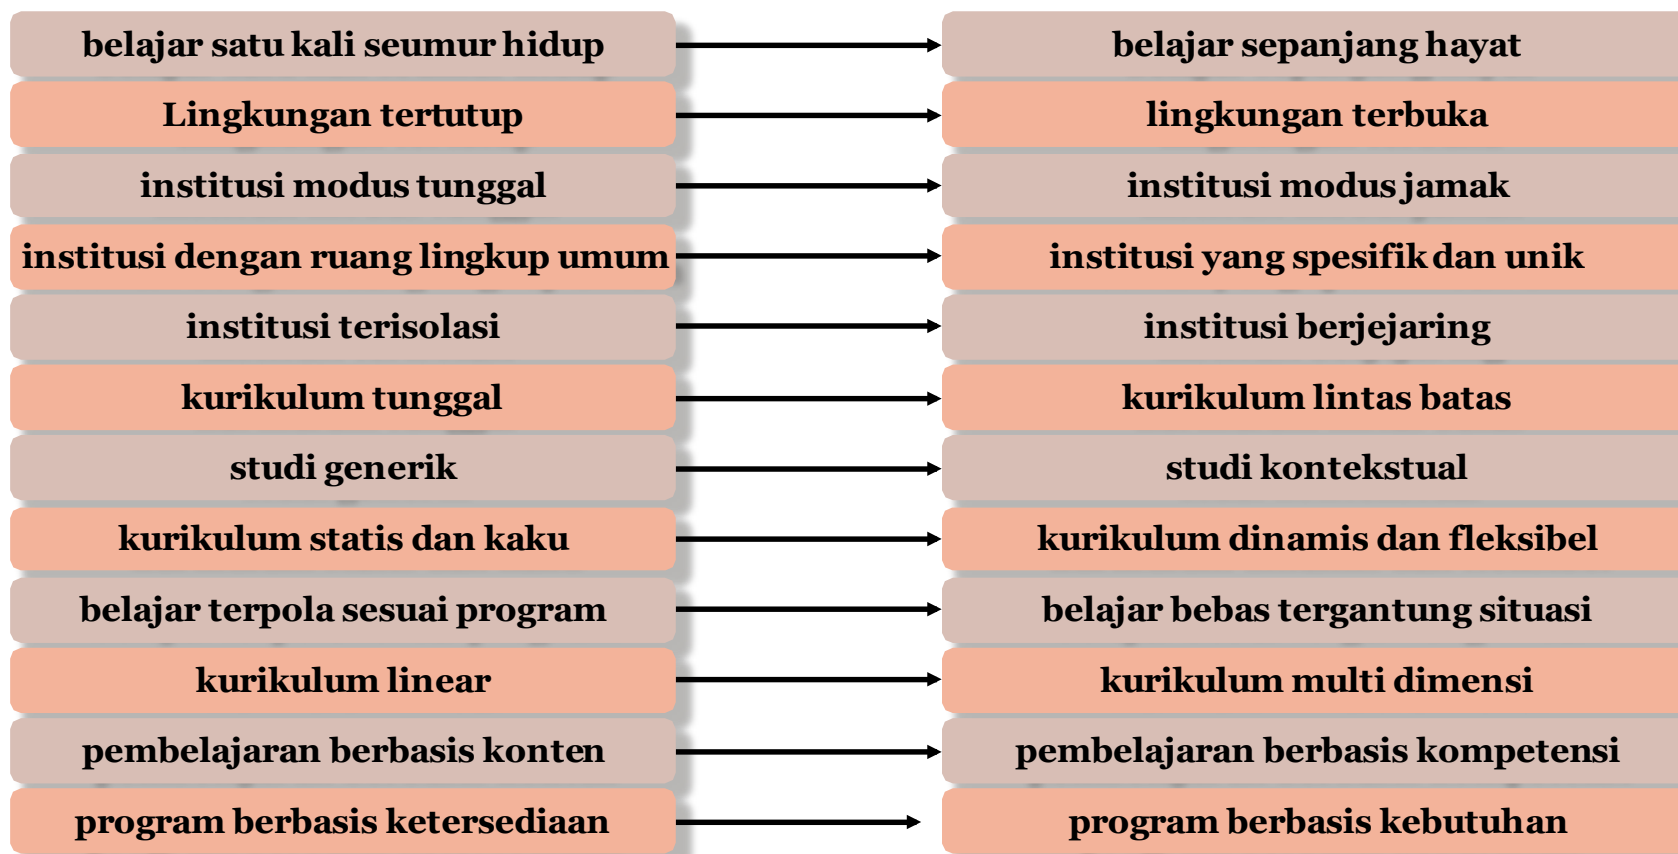 belajar satu kali seumur hidup
belajar sepanjang hayat
Lingkungan tertutup
lingkungan terbuka
institusi modus tunggal
institusi modus jamak
institusi dengan ruang lingkup umum
institusi yang spesifik dan unik
institusi terisolasi
institusi berjejaring
kurikulum tunggal
kurikulum lintas batas
studi generik
studi kontekstual
kurikulum statis dan kaku
kurikulum dinamis dan fleksibel
belajar terpola sesuai program
belajar bebas tergantung situasi
kurikulum linear
kurikulum multi dimensi
pembelajaran berbasis konten
pembelajaran berbasis kompetensi
program berbasis ketersediaan
program berbasis kebutuhan